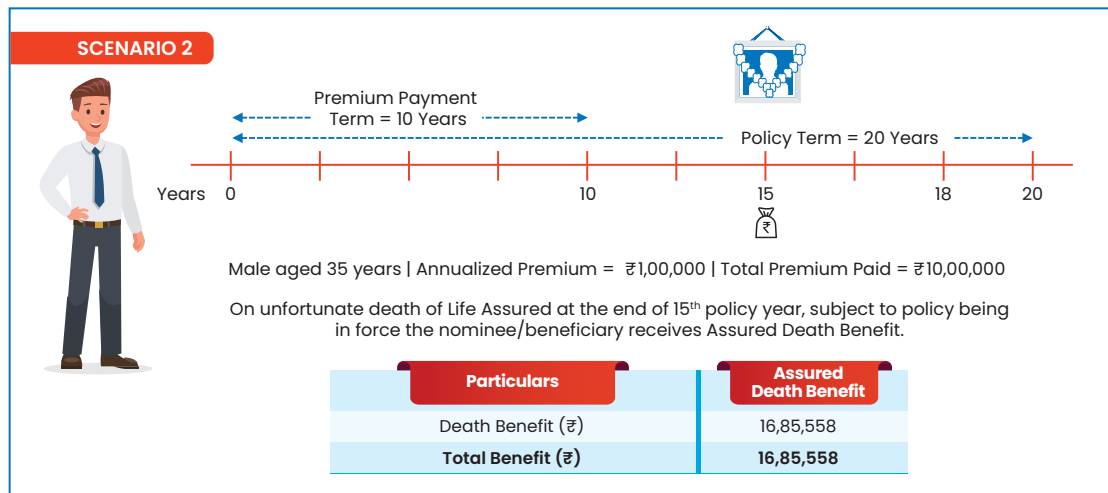 SCENARIO 2
Premium Payment
Term = 10 Years
Policy Term = 20 Years
Years 0 10 15 18 20
₹
Male aged 35 years | Annualized Premium = ₹1,00,000 | Total Premium Paid = ₹10,00,000
On unfortunate death of Life Assured at the end of 15th policy year, subject to policy being
in force the nominee/beneficiary receives Assured Death Benefit.
Particulars
Assured
Death Benefit
Death Benefit (₹) 16,85,558
Total Benefit (₹) 16,85,558